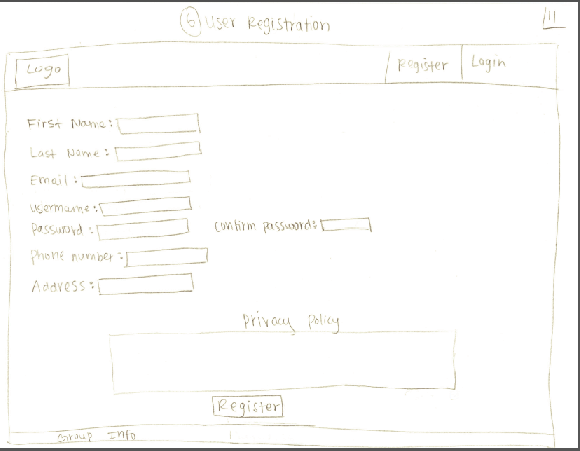 6 User Registration
11
Logo
Register
Login
First Name:
Last Name:
Email:
username:
Password:
confirm password:
Phone number:
Address:
Privacy Policy
Register
Group Info